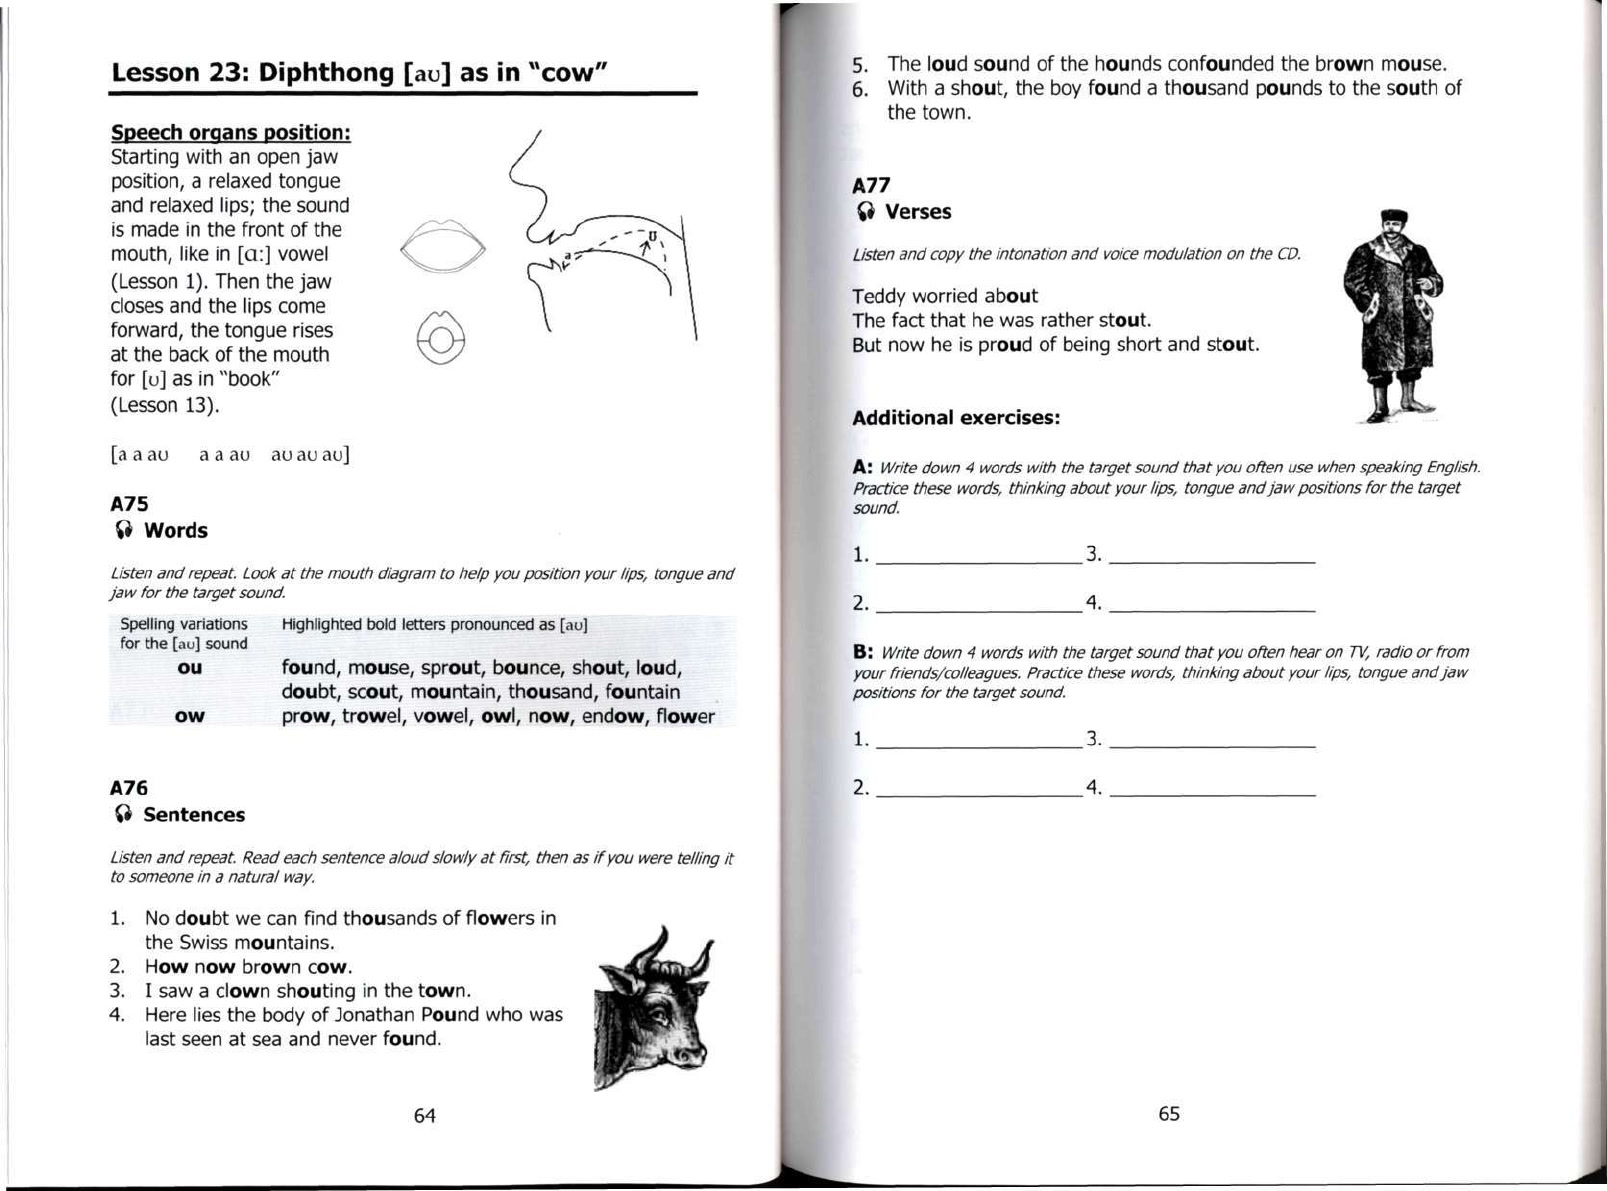 Lesson 23: Diphthong [aʊ] as in "cow"
Speech organs position:
Starting with an open jaw
position, a relaxed tongue
and relaxed lips; the sound
is made in the front of the
mouth, like in [ɑː] vowel
(Lesson 1). Then the jaw
closes and the lips come
forward, the tongue rises
at the back of the mouth
for [ʊ] as in "book"
(Lesson 13).
a
ʊ
[a a aʊ a a aʊ aʊ aʊ aʊ]
A75
Words
Listen and repeat. Look at the mouth diagram to help you position your lips, tongue and
jaw for the target sound.
Spelling variations Highlighted bold letters pronounced as [aʊ]
for the [aʊ] sound
ou found, mouse, sprout, bounce, shout, loud,
doubt, scout, mountain, thousand, fountain
ow prow, trowel, vowel, owl, now, endow, flower
A76
Sentences
Listen and repeat. Read each sentence aloud slowly at first, then as if you were telling it
to someone in a natural way.
1. No doubt we can find thousands of flowers in
the Swiss mountains.
2. How now brown cow.
3. I saw a clown shouting in the town.
4. Here lies the body of Jonathan Pound who was
last seen at sea and never found.
64
5. The loud sound of the hounds confounded the brown mouse.
6. With a shout, the boy found a thousand pounds to the south of
the town.
A77
Verses
Listen and copy the intonation and voice modulation on the CD.
Teddy worried about
The fact that he was rather stout.
But now he is proud of being short and stout.
Additional exercises:
A: Write down 4 words with the target sound that you often use when speaking English.
Practice these words, thinking about your lips, tongue and jaw positions for the target
sound.
1. ____________________ 3. ____________________
2. ____________________ 4. ____________________
B: Write down 4 words with the target sound that you often hear on TV, radio or from
your friends/colleagues. Practice these words, thinking about your lips, tongue and jaw
positions for the target sound.
1. ____________________ 3. ____________________
2. ____________________ 4. ____________________
65